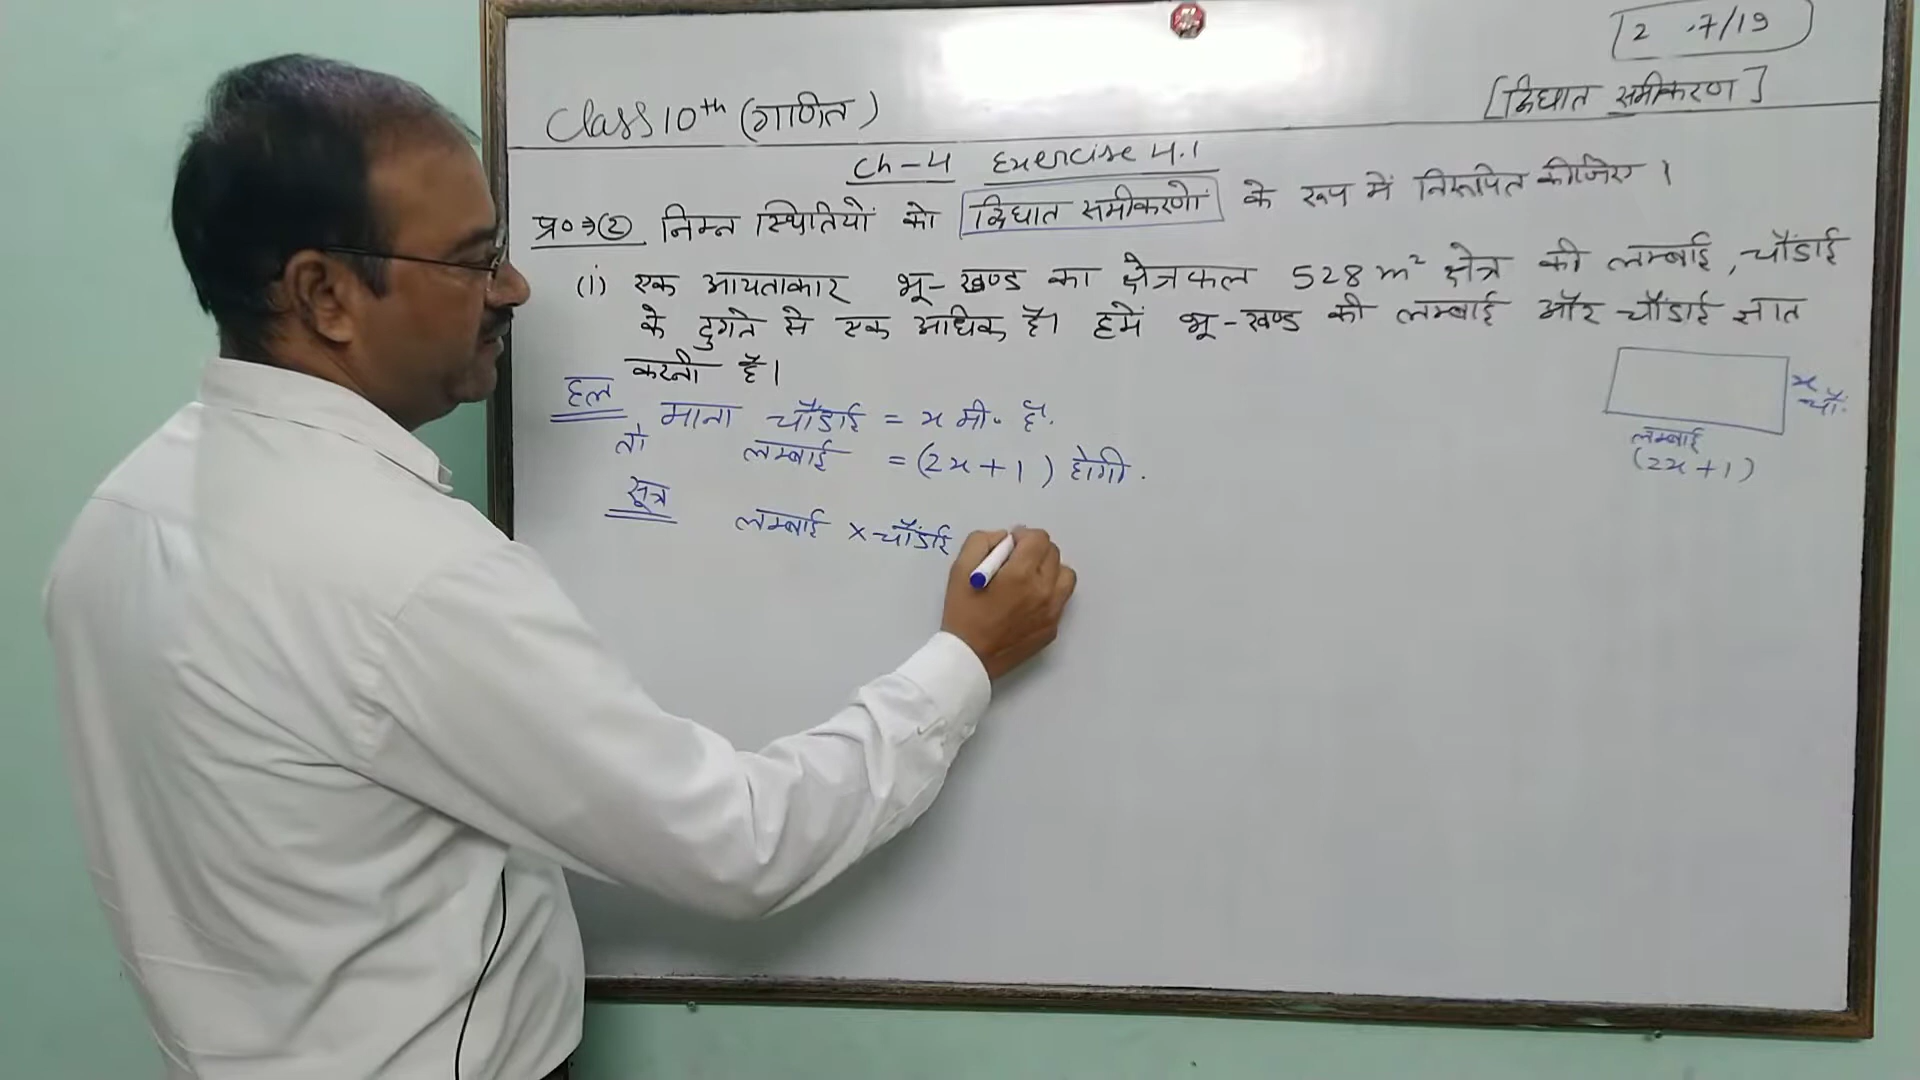 2 .7/19
Class 10th (गणित)
[द्विघात समीकरण]
Ch-4 Exercise 4.1
प्र०⇒② निम्न स्थितियों को द्विघात समीकरणों के रूप में निरूपित कीजिए।
(i) एक आयताकार भू-खण्ड का क्षेत्रफल 528 m² क्षेत्र की लम्बाई, चौंडाई
के दुगने से एक अधिक है। हमें भू-खण्ड की लम्बाई और चौंडाई ज्ञात
करनी है।
हल माना चौंडाई = x मी. है.
तो लम्बाई = (2x+1) होगी.
सूत्र लम्बाई × चौंडाई
x
चौं.
लम्बाई
(2x+1)